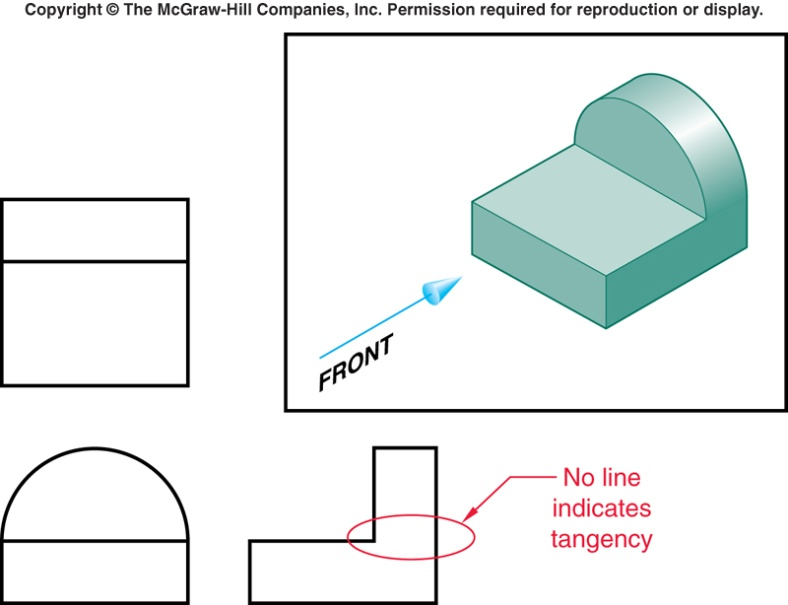 Copyright © The McGraw-Hill Companies, Inc. Permission required for reproduction or display.
FRONT
No line
indicates
tangency